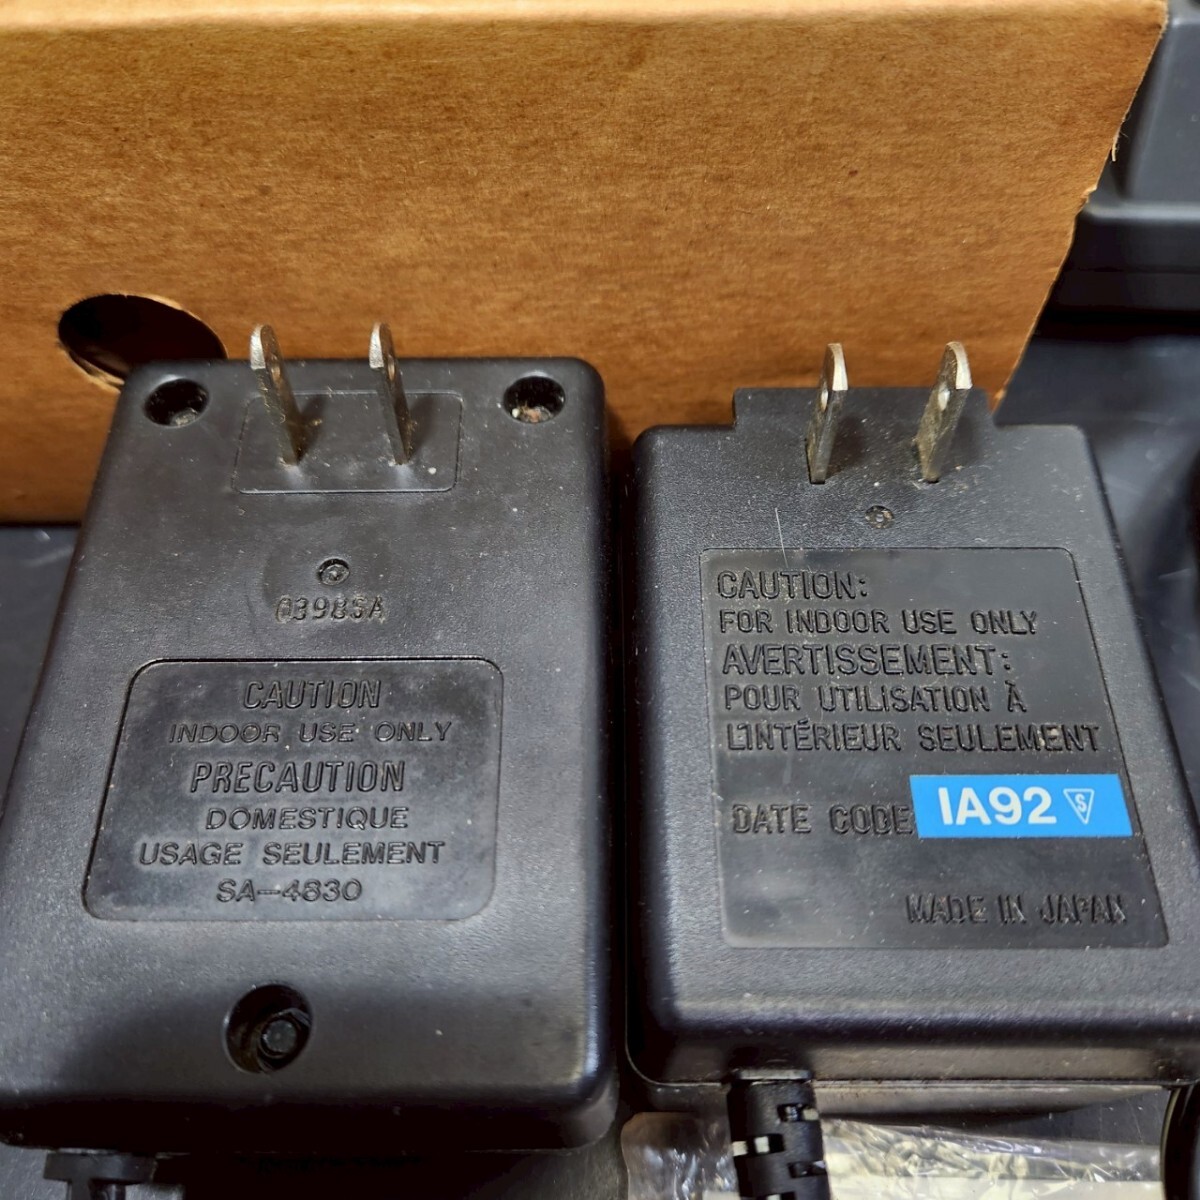 CAUTION
INDOOR USE ONLY
PRECAUTION
DOMESTIQUE
USAGE SEULEMENT
SA-4830
CAUTION:
FOR INDOOR USE ONLY
AVERTISSEMENT:
POUR UTILISATION À
L'INTÉRIEUR SEULEMENT
DATE CODE IA92 S
MADE IN JAPAN